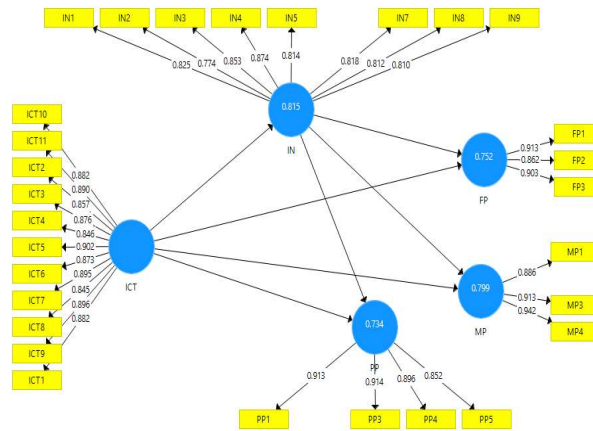 IN1 IN2 IN3 IN4 IN5 IN7 IN8 IN9
0.825 0.774 0.853 0.874 0.814 0.818 0.812 0.810
0.815
IN
ICT10
ICT11
ICT2
ICT3
ICT4
ICT5
ICT6
ICT7
ICT8
ICT9
ICT1
0.882
0.890
0.857
0.876
0.846
0.902
0.873
0.895
0.845
0.896
0.882
ICT
0.752
FP
0.913
0.862
0.903
FP1
FP2
FP3
0.799
MP
0.886
0.913
0.942
MP1
MP3
MP4
0.734
PP
0.913 0.914 0.896 0.852
PP1 PP3 PP4 PP5